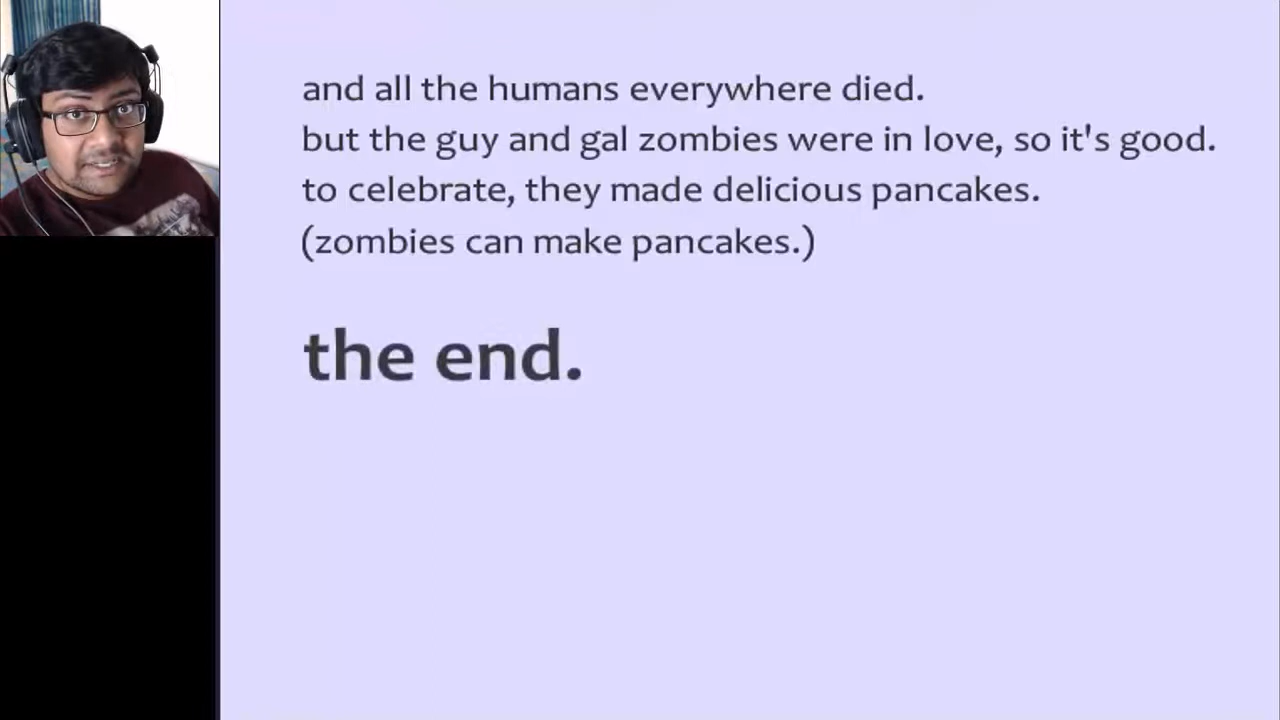 and all the humans everywhere died.
but the guy and gal zombies were in love, so it's good.
to celebrate, they made delicious pancakes.
(zombies can make pancakes.)
the end.